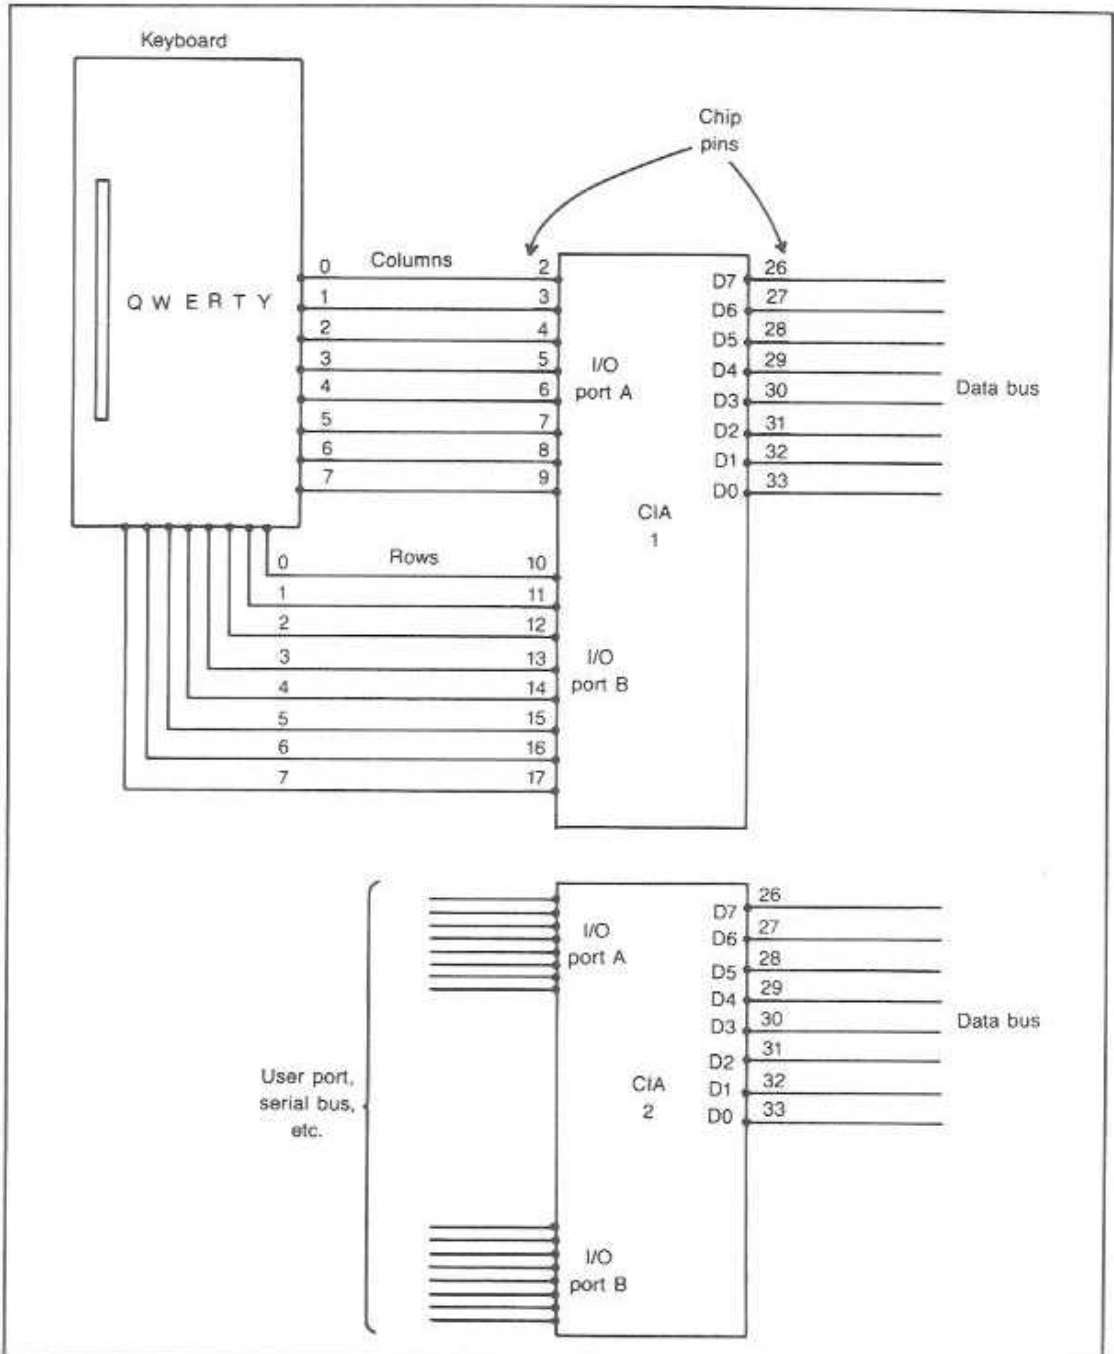 Keyboard
Chip
pins
0 Columns 2
1 3
2 4
3 5
4 6
5 7
6 8
7 9
Q W E R T Y
I/O
port A
D7 26
D6 27
D5 28
D4 29
D3 30
D2 31
D1 32
D0 33
Data bus
CIA
1
0 Rows 10
1 11
2 12
3 13
4 14
5 15
6 16
7 17
I/O
port B
I/O
port A
D7 26
D6 27
D5 28
D4 29
D3 30
D2 31
D1 32
D0 33
Data bus
User port,
serial bus,
etc.
CIA
2
I/O
port B